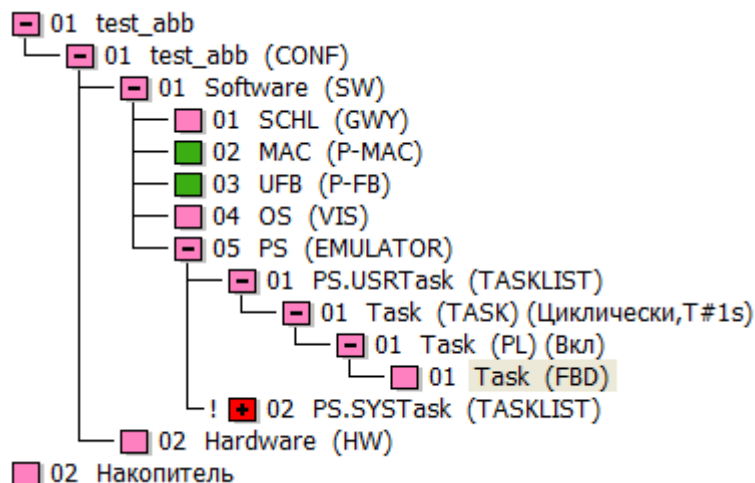 01 test_abb
01 test_abb (CONF)
01 Software (SW)
01 SCHL (GWY)
02 MAC (P-MAC)
03 UFB (P-FB)
04 OS (VIS)
05 PS (EMULATOR)
01 PS.USRTask (TASKLIST)
01 Task (TASK) (Циклически,T#1s)
01 Task (PL) (Вкл)
01 Task (FBD)
! 02 PS.SYSTask (TASKLIST)
02 Hardware (HW)
02 Накопитель